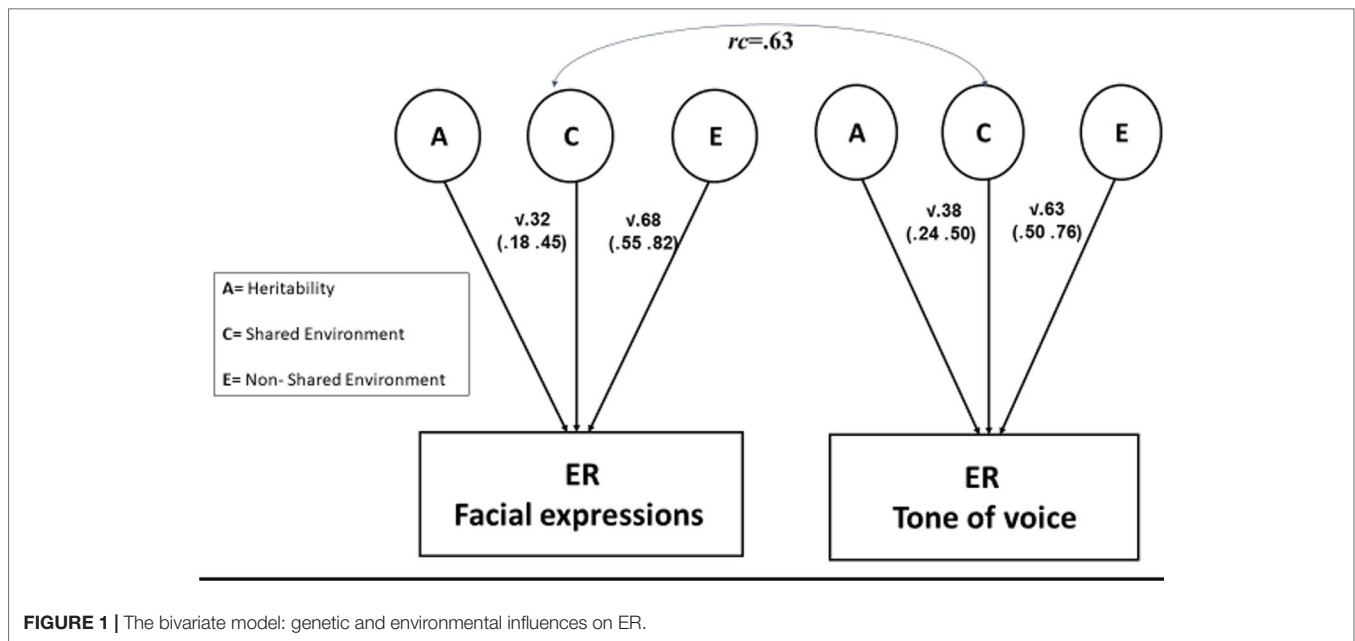 rc=.63
A
C
E
A
C
E
√.32
(.18 .45)
√.68
(.55 .82)
√.38
(.24 .50)
√.63
(.50 .76)
A= Heritability
C= Shared Environment
E= Non- Shared Environment
ER
Facial expressions
ER
Tone of voice
FIGURE 1 | The bivariate model: genetic and environmental influences on ER.